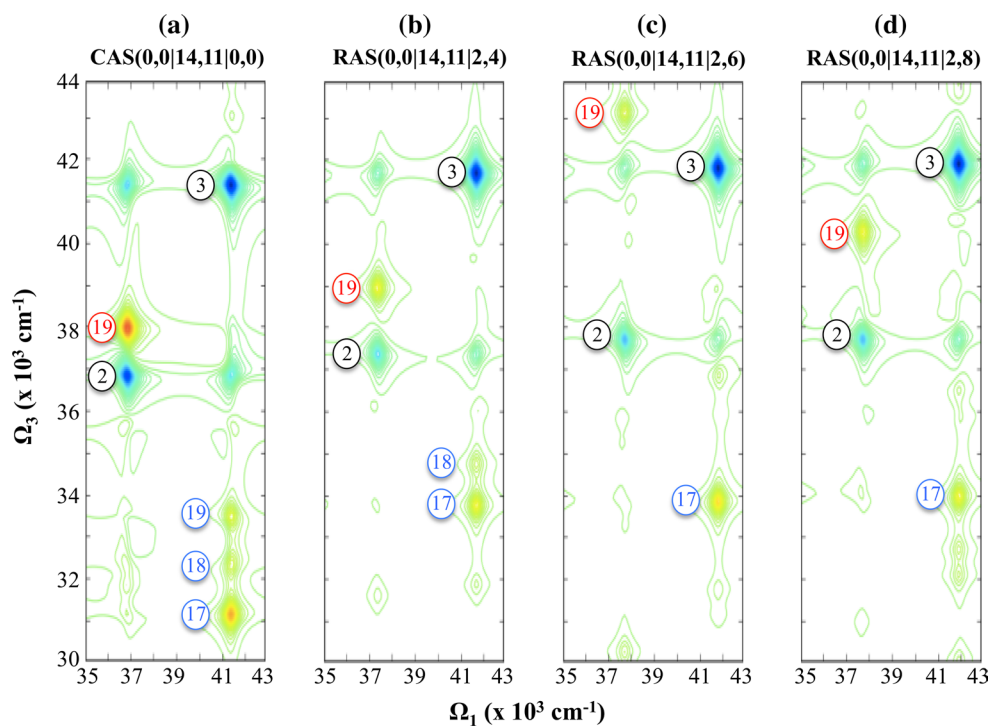 (a) (b) (c) (d)
CAS(0,0|14,11|0,0) RAS(0,0|14,11|2,4) RAS(0,0|14,11|2,6) RAS(0,0|14,11|2,8)
44
19
3 3 3 3
42
19
40
19
19
38
2 2 2 2
36
18
19
34
17 17 17
18
32
17
30
35 37 39 41 43 35 37 39 41 43 35 37 39 41 43 35 37 39 41 43
Ω3 (x 10³ cm⁻¹)
Ω1 (x 10³ cm⁻¹)